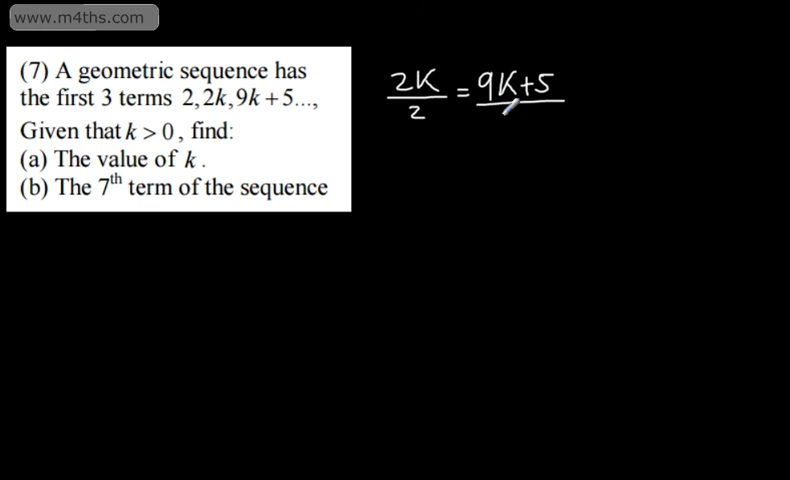 www.m4ths.com
(7) A geometric sequence has
the first 3 terms 2, 2k, 9k + 5...,
Given that k > 0, find:
(a) The value of k.
(b) The 7th term of the sequence
2K/2 = 9K+5